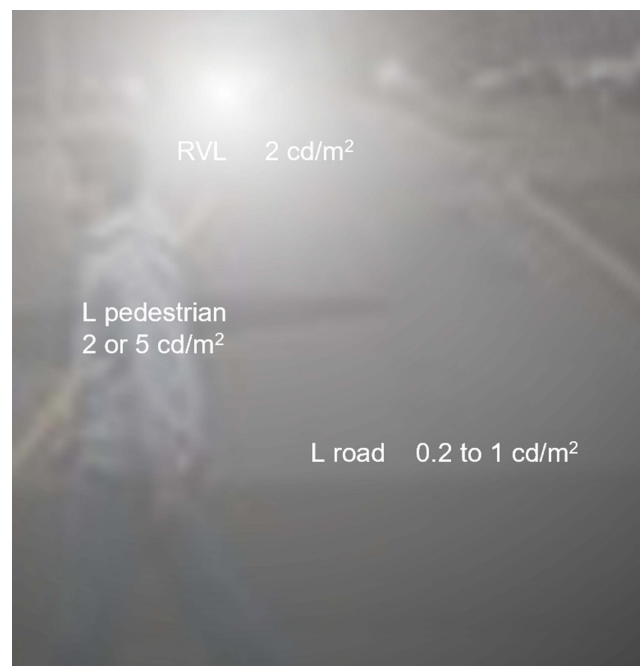 RVL 2 cd/m²
L pedestrian
2 or 5 cd/m²
L road 0.2 to 1 cd/m²